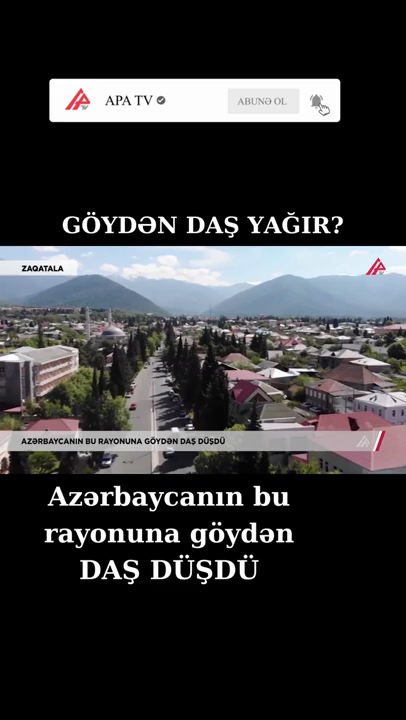 APA TV
ABUNƏ OL
GÖYDƏN DAŞ YAĞIR?
ZAQATALA
AZƏRBAYCANIN BU RAYONUNA GÖYDƏN DAŞ DÜŞDÜ
Azərbaycanın bu
rayonuna göydən
DAŞ DÜŞDÜ